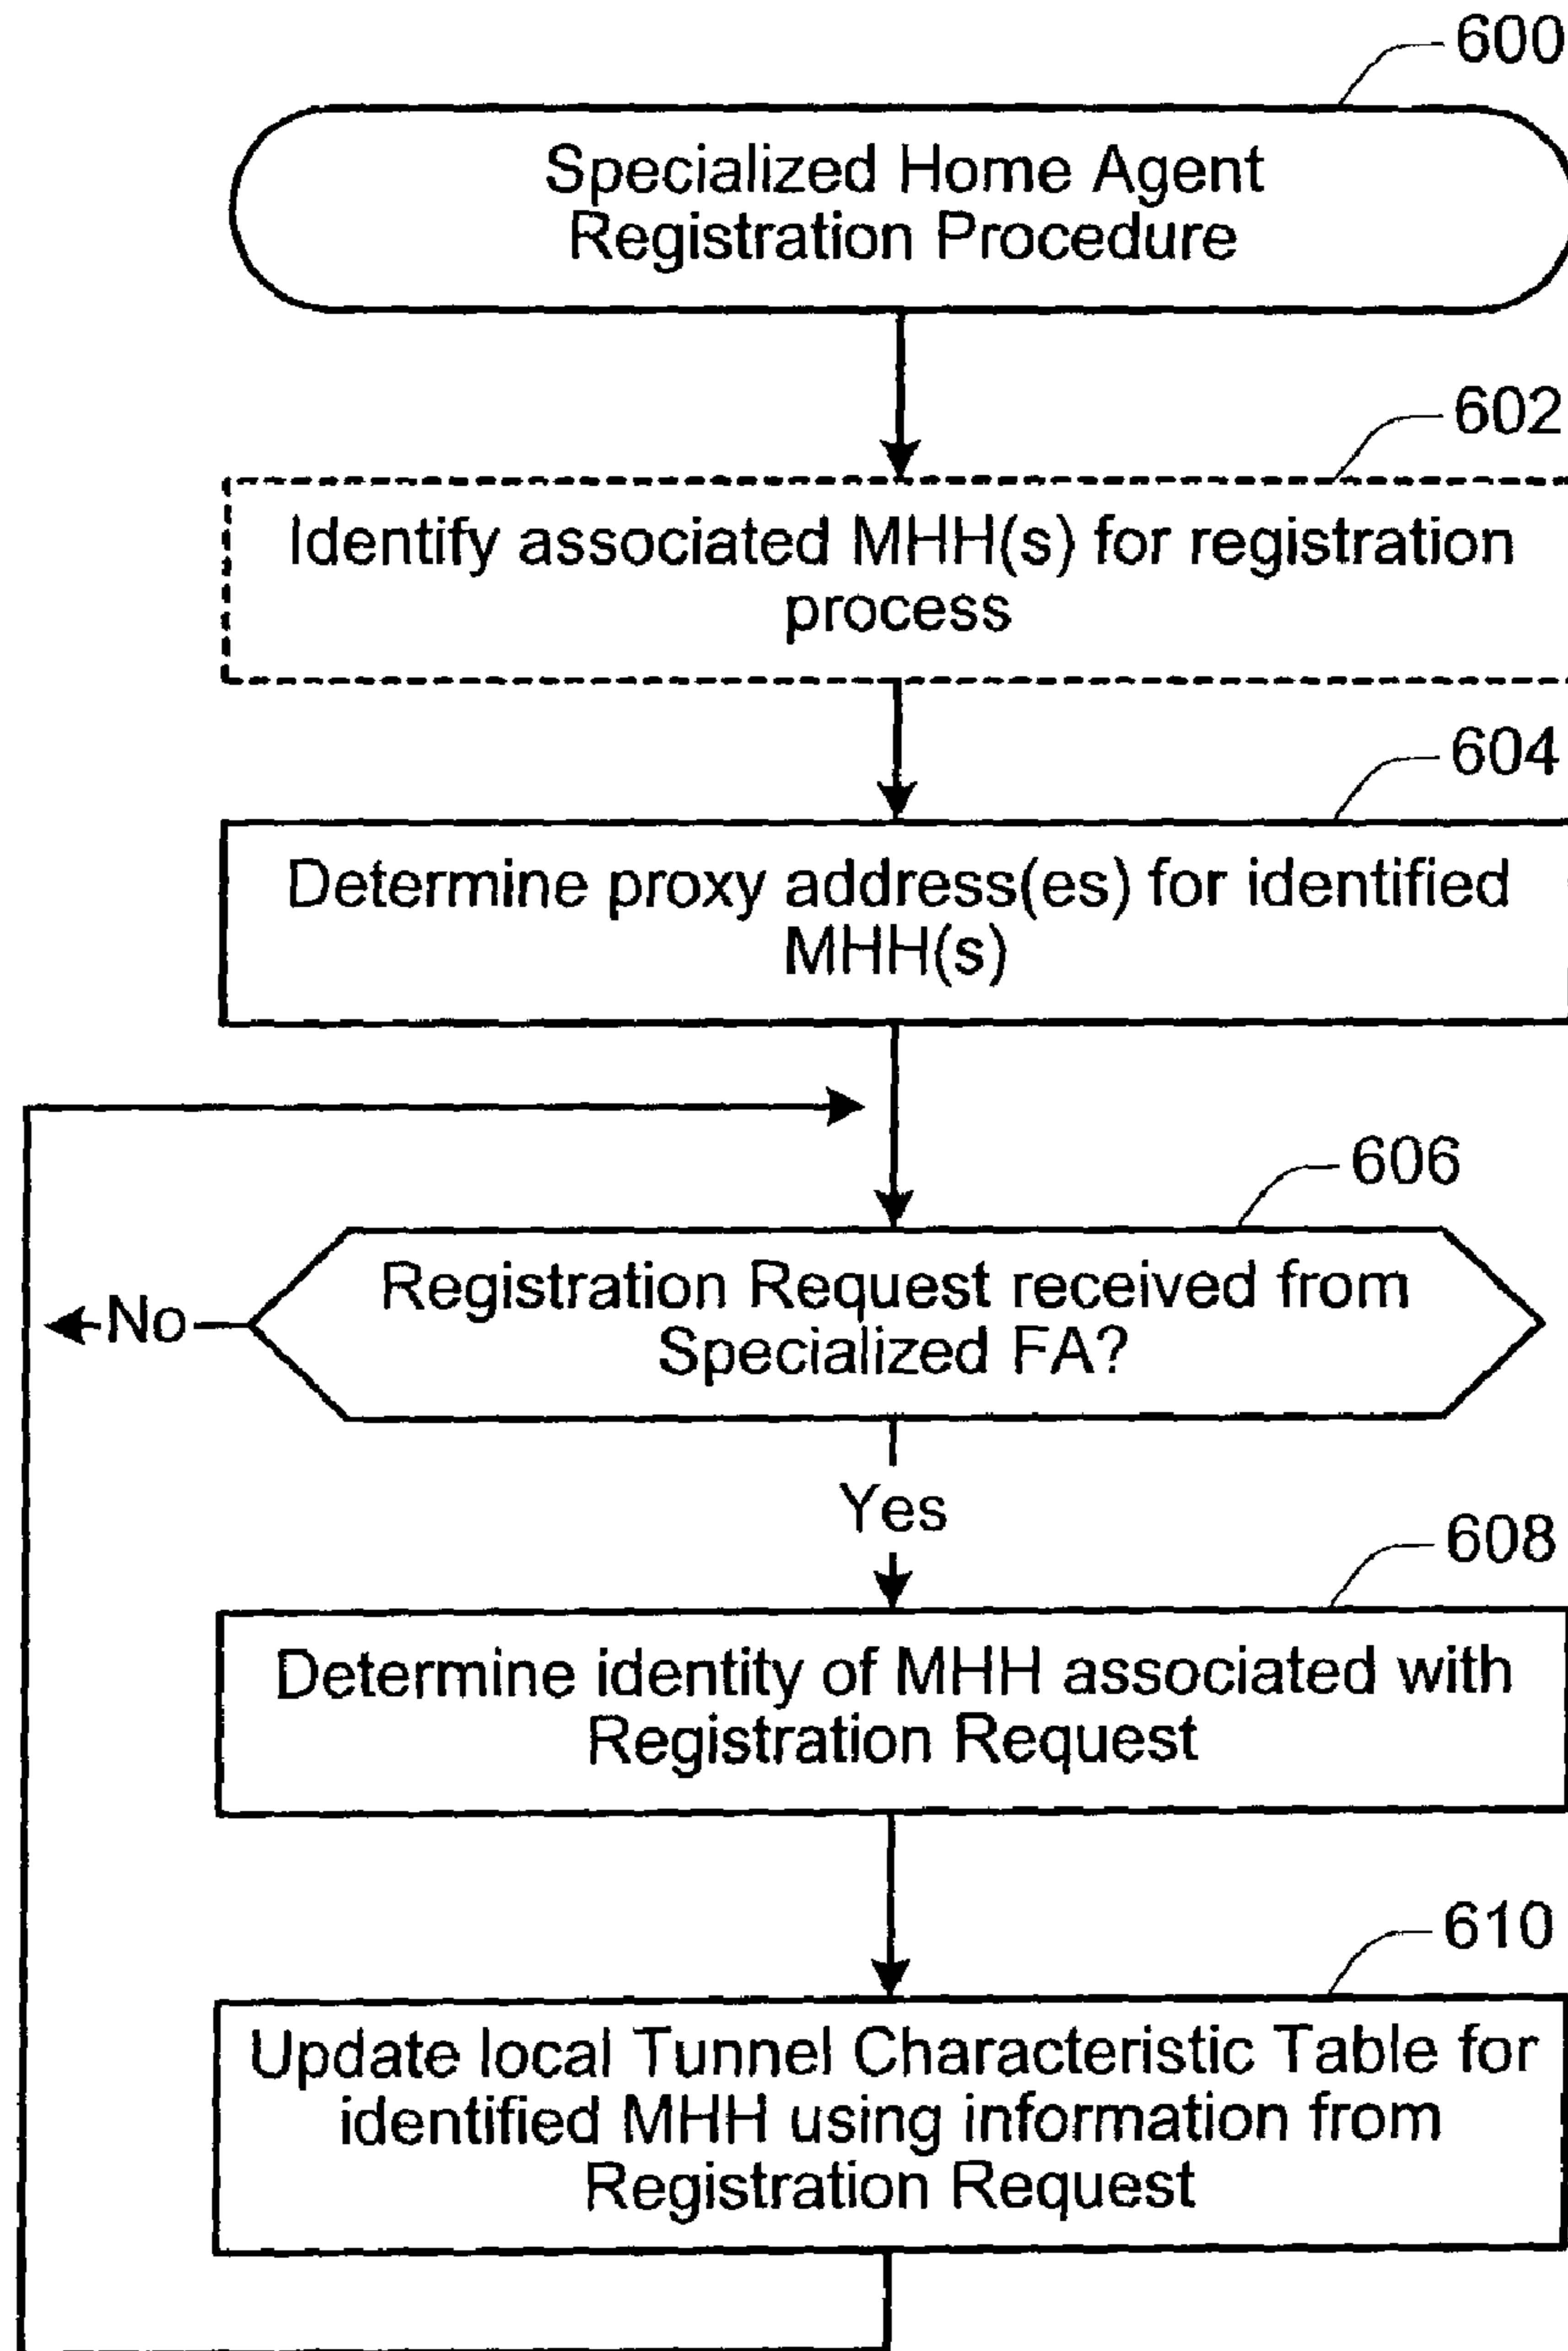 600
Specialized Home Agent
Registration Procedure
602
Identify associated MHH(s) for registration
process
604
Determine proxy address(es) for identified
MHH(s)
606
Registration Request received from
Specialized FA?
No
Yes
608
Determine identity of MHH associated with
Registration Request
610
Update local Tunnel Characteristic Table for
identified MHH using information from
Registration Request